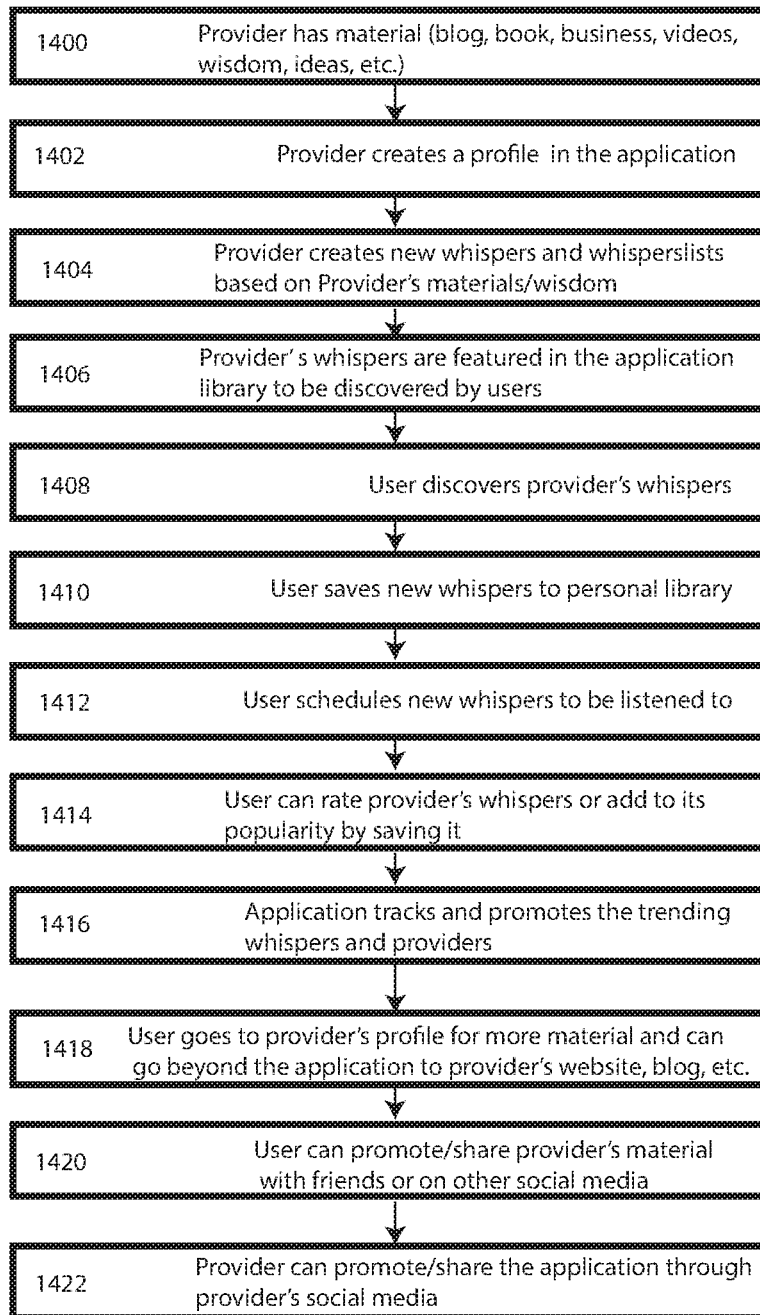 1400 Provider has material (blog, book, business, videos,
wisdom, ideas, etc.)
1402 Provider creates a profile in the application
1404 Provider creates new whispers and whisperslists
based on Provider's materials/wisdom
1406 Provider's whispers are featured in the application
library to be discovered by users
1408 User discovers provider's whispers
1410 User saves new whispers to personal library
1412 User schedules new whispers to be listened to
1414 User can rate provider's whispers or add to its
popularity by saving it
1416 Application tracks and promotes the trending
whispers and providers
1418 User goes to provider's profile for more material and can
go beyond the application to provider's website, blog, etc.
1420 User can promote/share provider's material
with friends or on other social media
1422 Provider can promote/share the application through
provider's social media